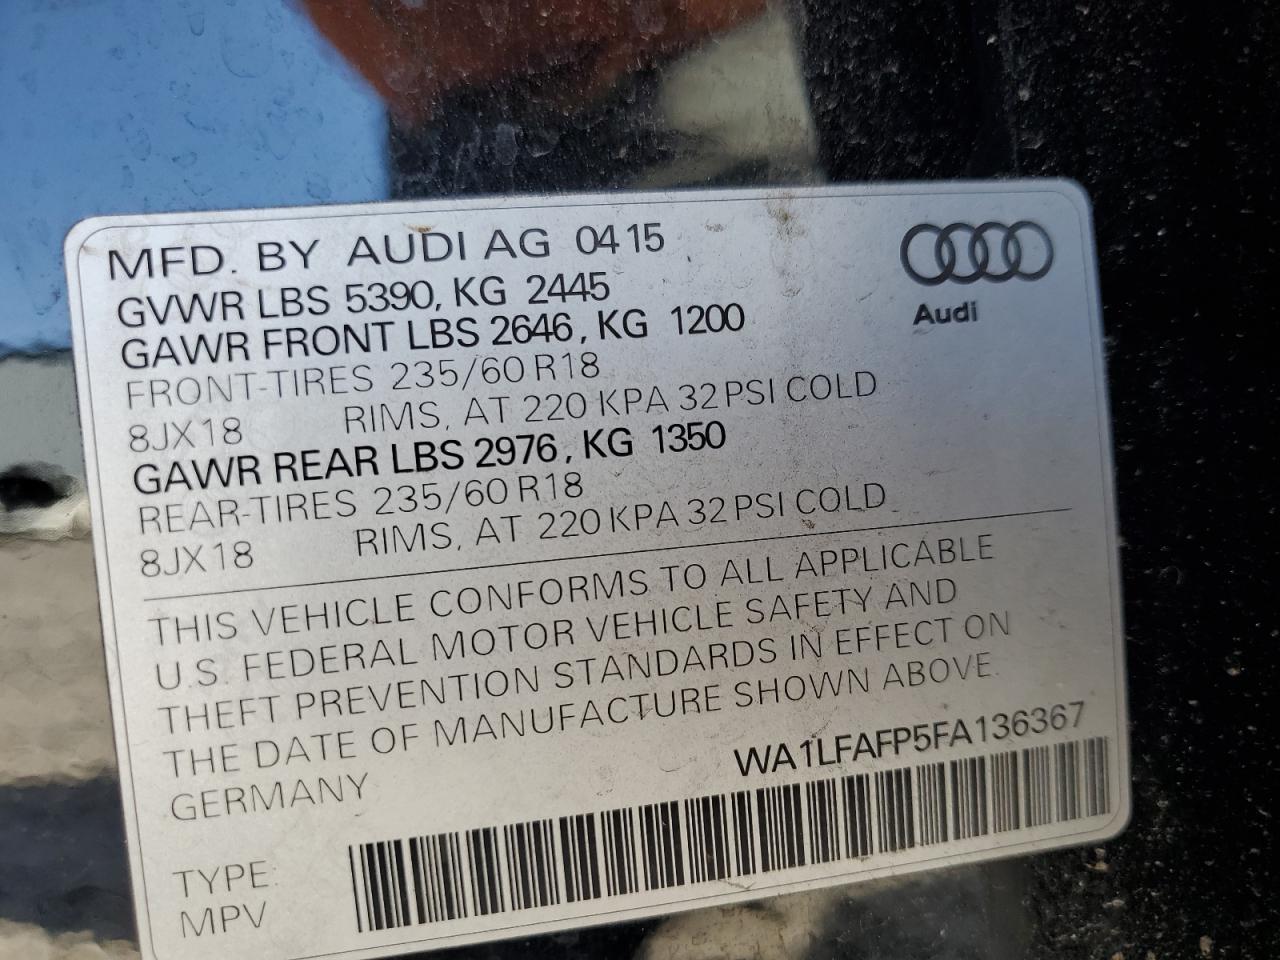 MFD. BY AUDI AG 04 15
Audi
GVWR LBS 5390, KG 2445
GAWR FRONT LBS 2646, KG 1200
FRONT-TIRES 235/60 R18
8JX18 RIMS, AT 220 KPA 32 PSI COLD
GAWR REAR LBS 2976, KG 1350
REAR-TIRES 235/60 R18
8JX18 RIMS, AT 220 KPA 32 PSI COLD
THIS VEHICLE CONFORMS TO ALL APPLICABLE
U.S. FEDERAL MOTOR VEHICLE SAFETY AND
THEFT PREVENTION STANDARDS IN EFFECT ON
THE DATE OF MANUFACTURE SHOWN ABOVE.
GERMANY
WA1LFAFP5FA136367
TYPE:
MPV